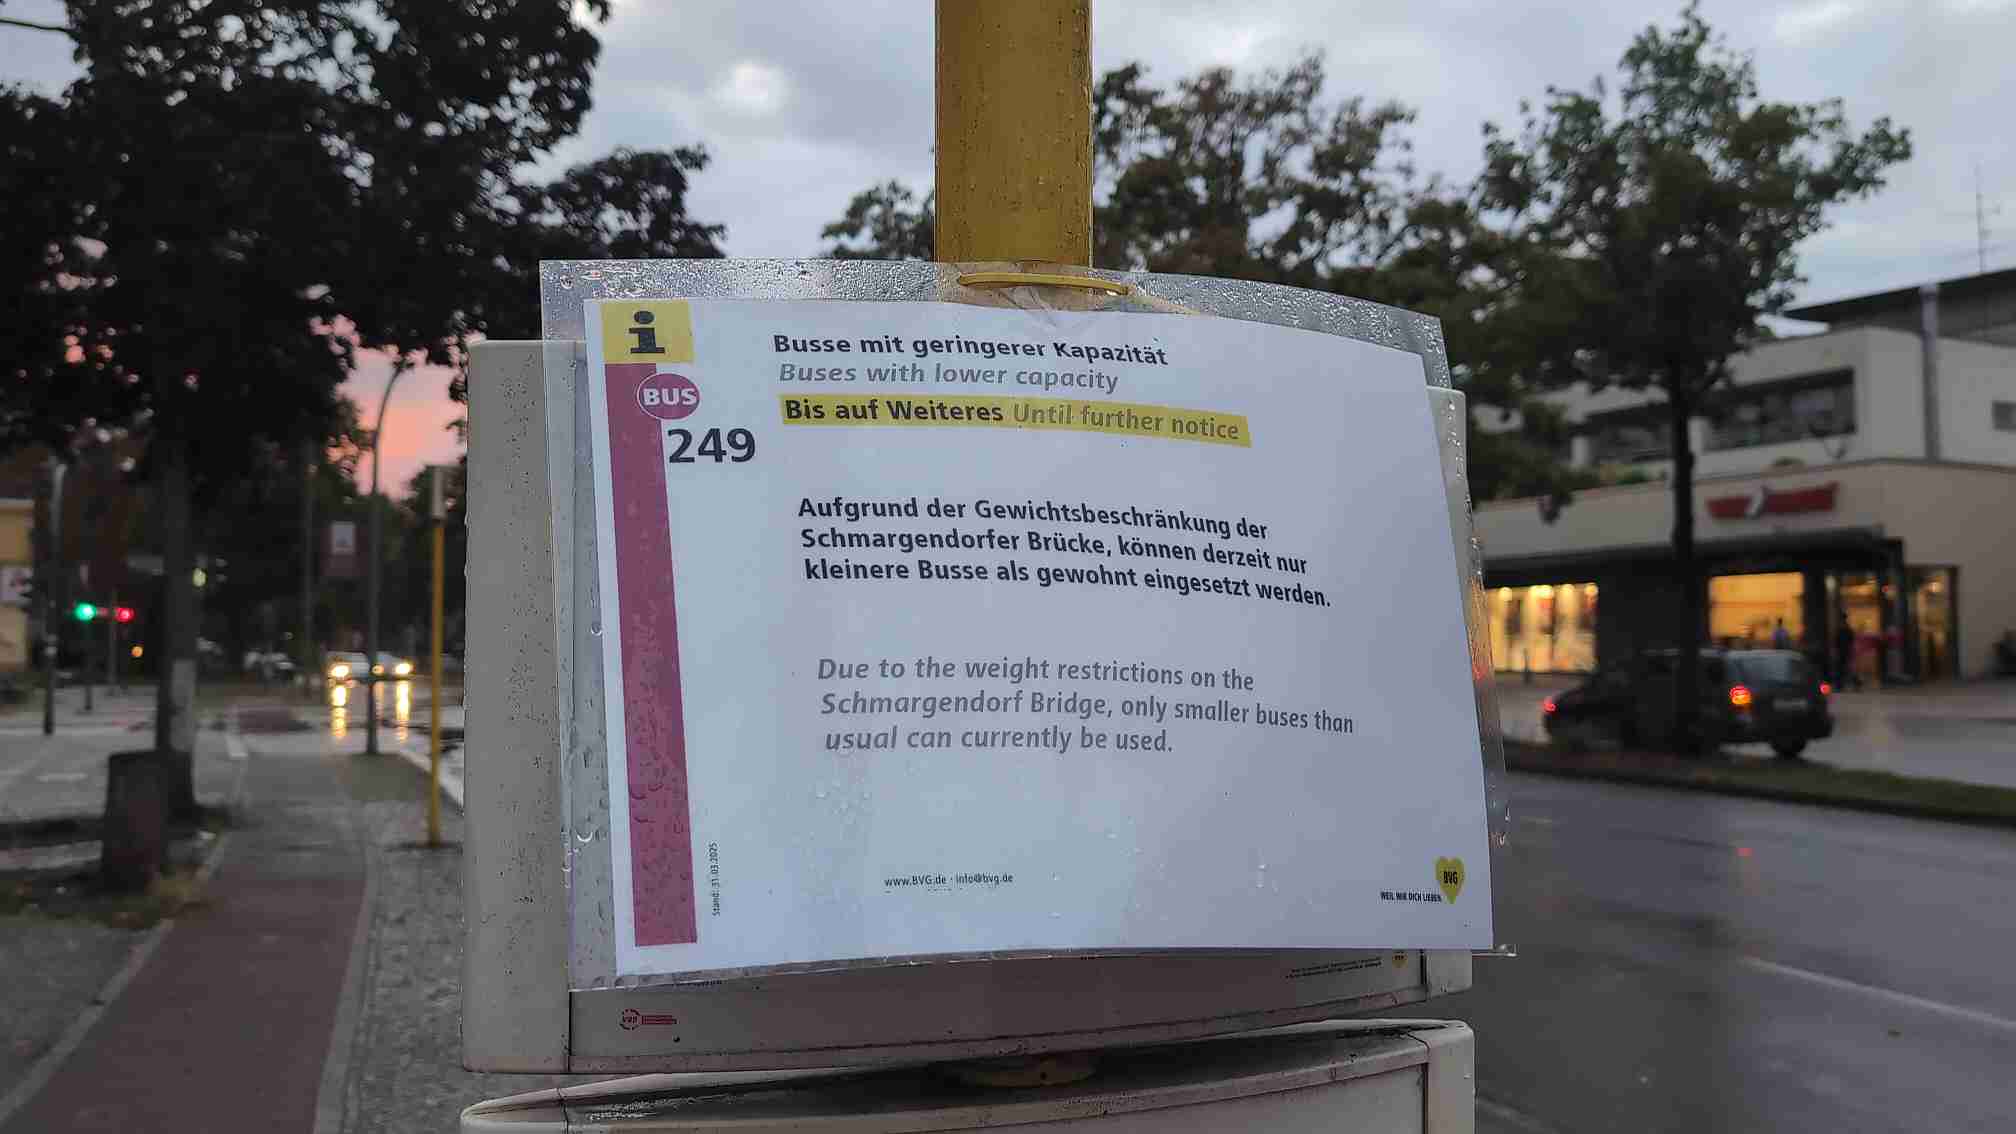 i
BUS
249
Busse mit geringerer Kapazität
Buses with lower capacity
Bis auf Weiteres Until further notice
Aufgrund der Gewichtsbeschränkung der
Schmargendorfer Brücke, können derzeit nur
kleinere Busse als gewohnt eingesetzt werden.
Due to the weight restrictions on the
Schmargendorf Bridge, only smaller buses than
usual can currently be used.
Stand: 31.03.2025
www.BVG.de · info@bvg.de
BVG
WEIL WIR DICH LIEBEN